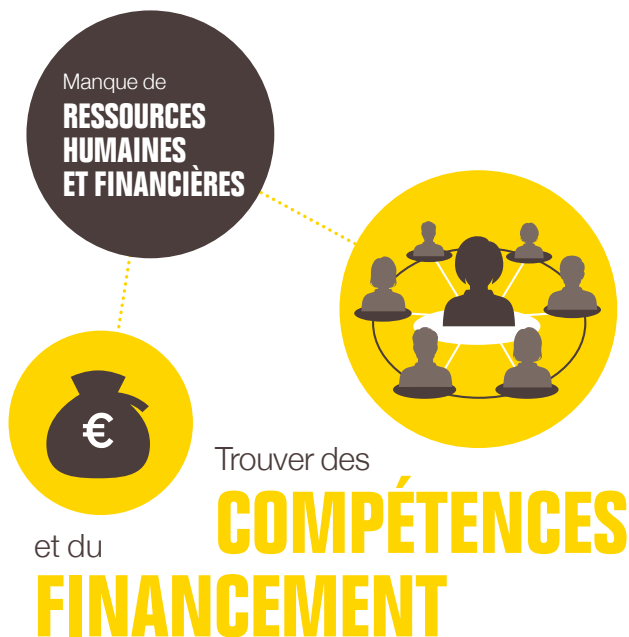 Manque de
RESSOURCES
HUMAINES
ET FINANCIÈRES
€
Trouver des
COMPÉTENCES
et du
FINANCEMENT